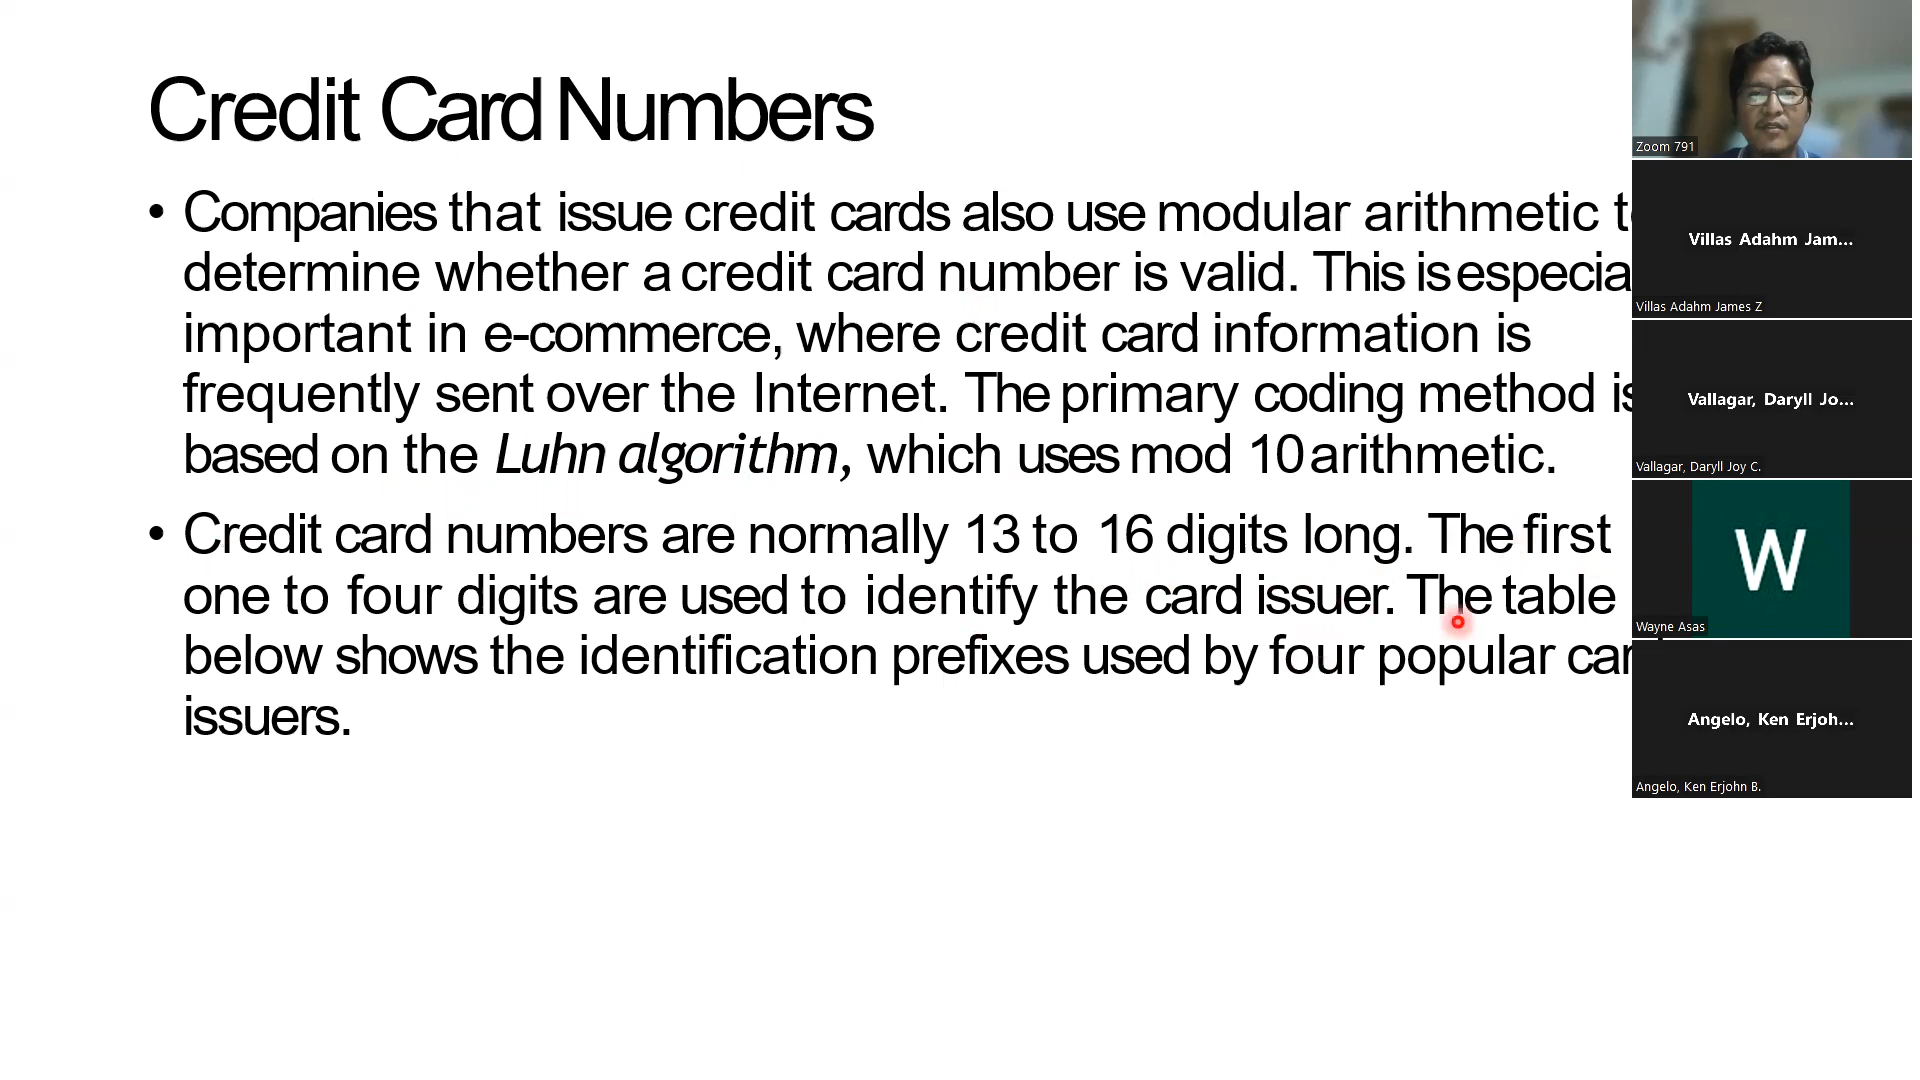 Credit Card Numbers
• Companies that issue credit cards also use modular arithmetic
determine whether a credit card number is valid. This is
important in e-commerce, where credit card information is
frequently sent over the Internet. The primary coding method is
based on the Luhn algorithm, which uses mod 10 arithmetic.
• Credit card numbers are normally 13 to 16 digits long. The first
one to four digits are used to identify the card issuer. The table
below shows the identification prefixes used by four popular
issuers.
Zoom 791
Villas Adahm Jam...
Villas Adahm James Z
Vallagar, Daryll Jo...
Vallagar, Daryll Joy C.
W
Wayne Asas
Angelo, Ken Erjoh...
Angelo, Ken Erjohn B.